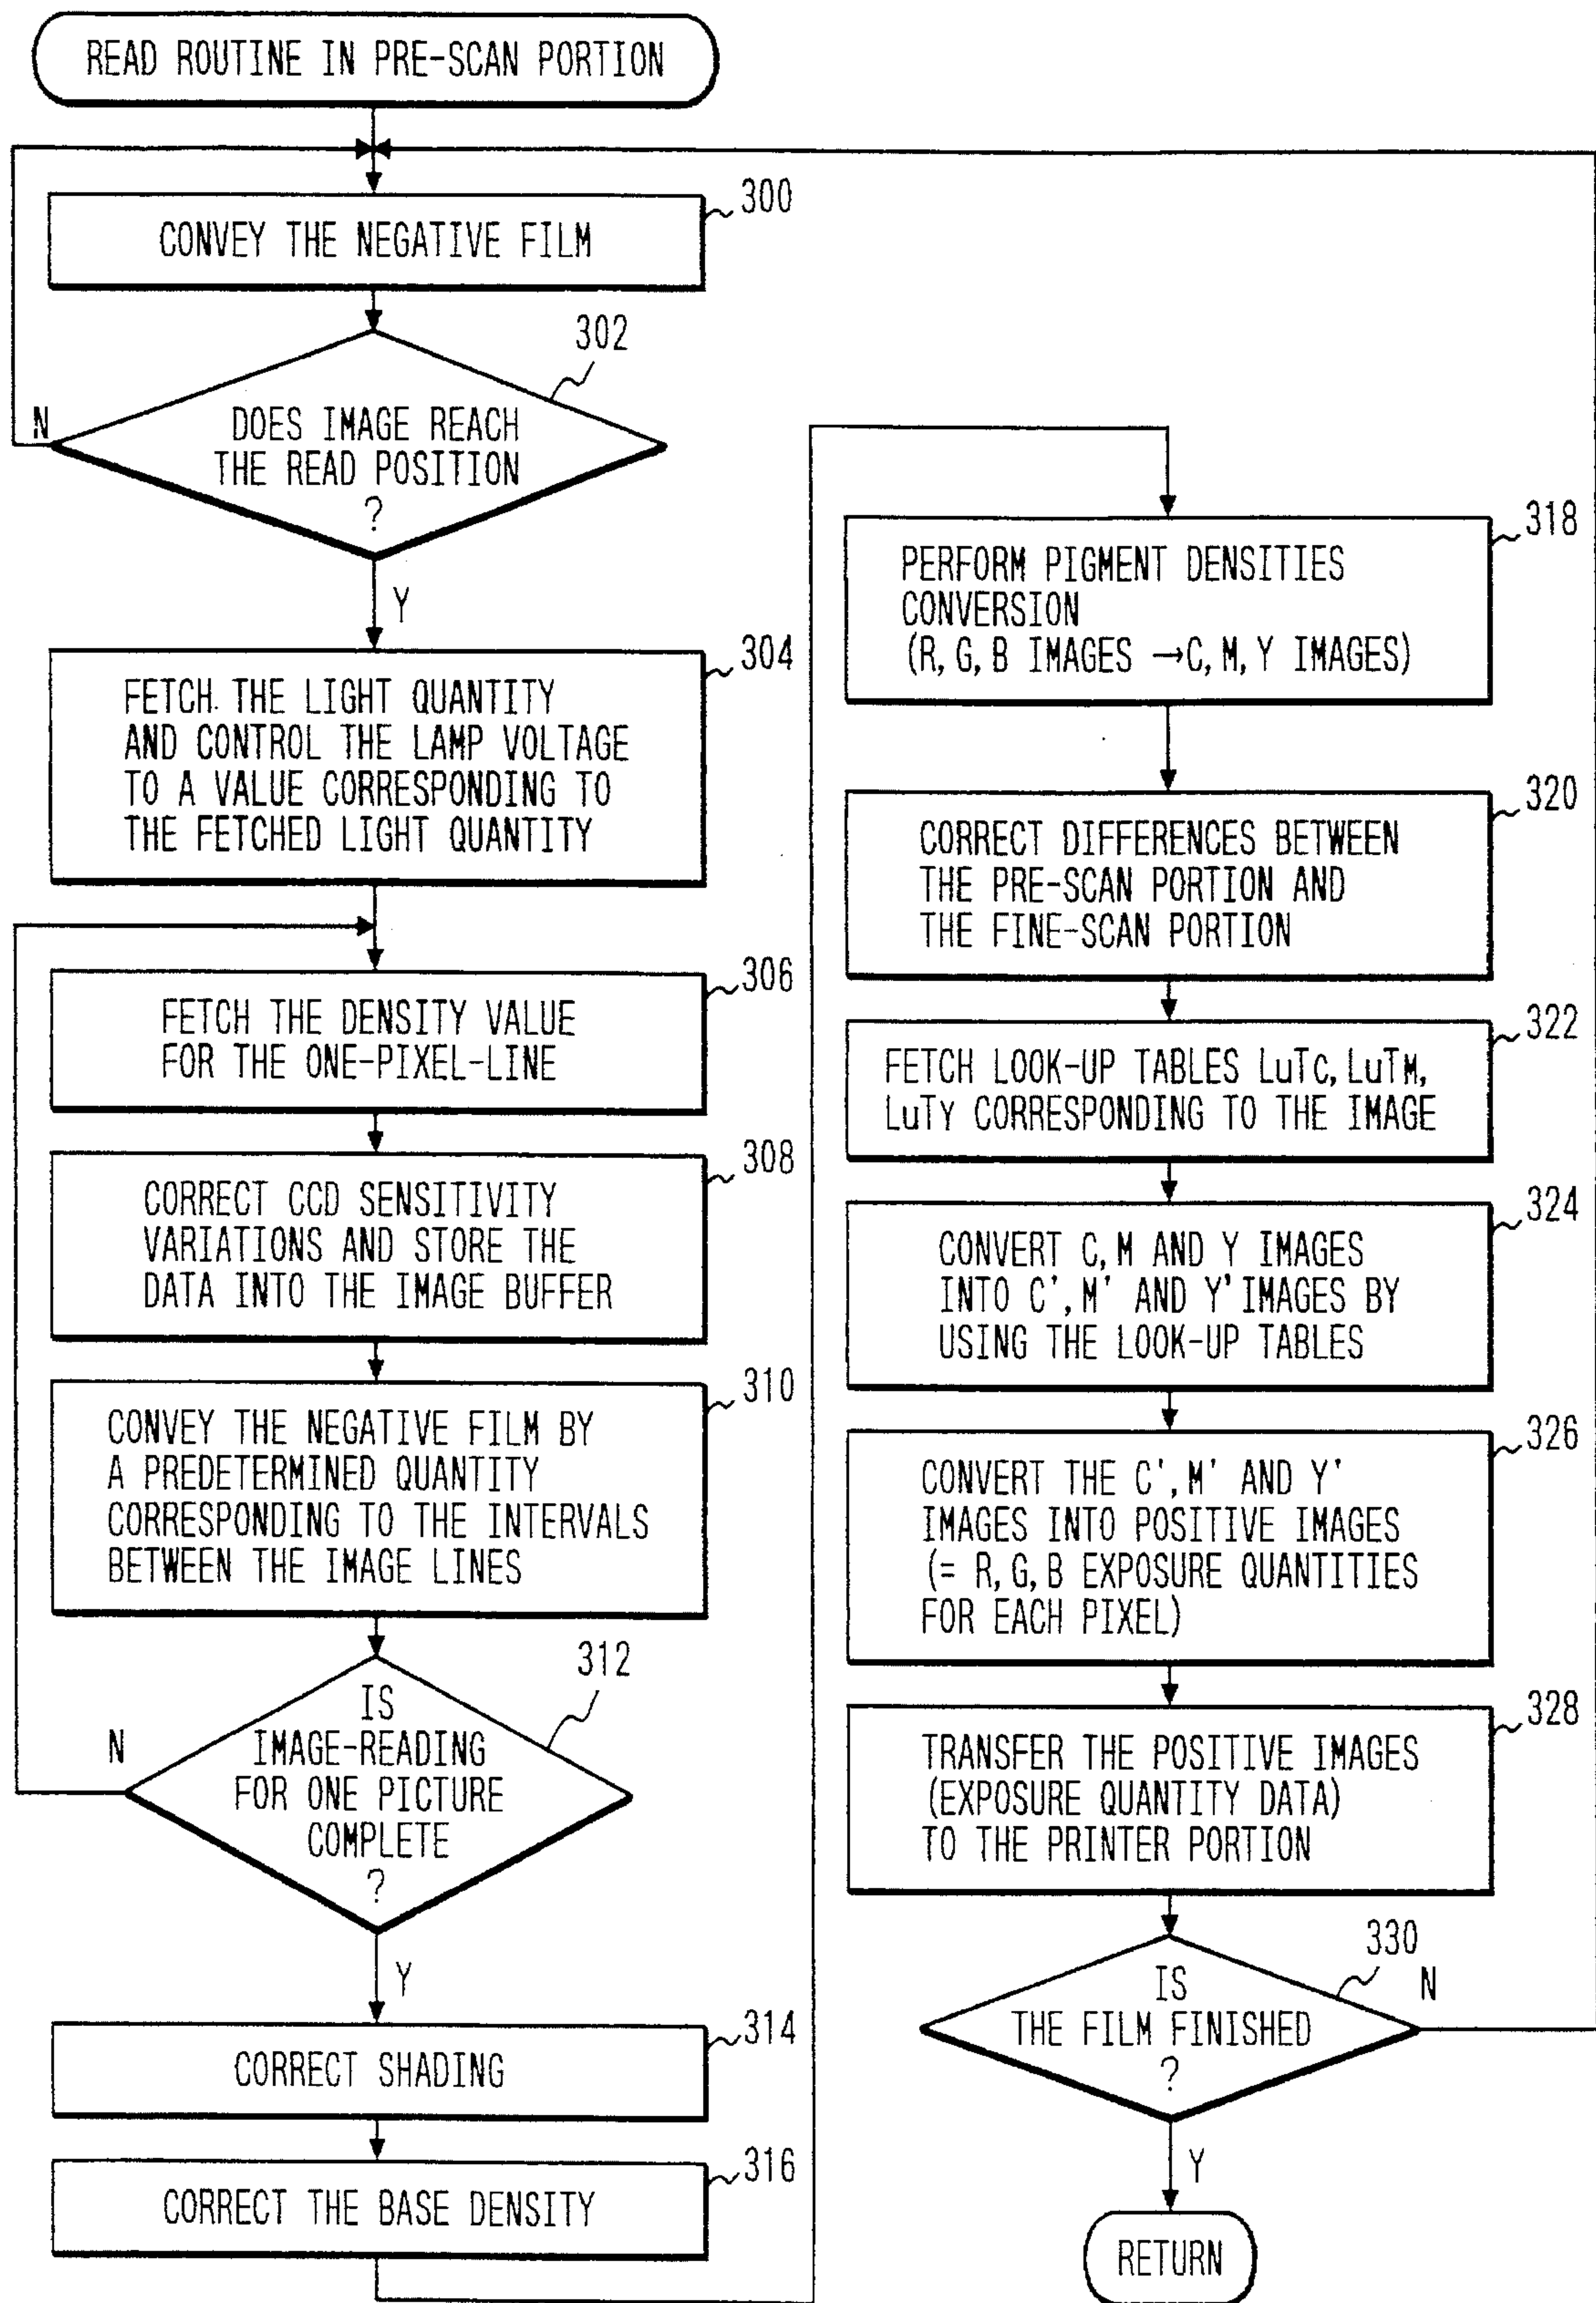 READ ROUTINE IN PRE-SCAN PORTION
300
CONVEY THE NEGATIVE FILM
302
N
DOES IMAGE REACH
THE READ POSITION
?
Y
304
FETCH THE LIGHT QUANTITY
AND CONTROL THE LAMP VOLTAGE
TO A VALUE CORRESPONDING TO
THE FETCHED LIGHT QUANTITY
306
FETCH THE DENSITY VALUE
FOR THE ONE-PIXEL-LINE
308
CORRECT CCD SENSITIVITY
VARIATIONS AND STORE THE
DATA INTO THE IMAGE BUFFER
310
CONVEY THE NEGATIVE FILM BY
A PREDETERMINED QUANTITY
CORRESPONDING TO THE INTERVALS
BETWEEN THE IMAGE LINES
312
N
IS
IMAGE-READING
FOR ONE PICTURE
COMPLETE
?
Y
314
CORRECT SHADING
316
CORRECT THE BASE DENSITY
318
PERFORM PIGMENT DENSITIES
CONVERSION
(R, G, B IMAGES →C, M, Y IMAGES)
320
CORRECT DIFFERENCES BETWEEN
THE PRE-SCAN PORTION AND
THE FINE-SCAN PORTION
322
FETCH LOOK-UP TABLES LuTc, LuTM,
LuTY CORRESPONDING TO THE IMAGE
324
CONVERT C, M AND Y IMAGES
INTO C', M' AND Y' IMAGES BY
USING THE LOOK-UP TABLES
326
CONVERT THE C', M' AND Y'
IMAGES INTO POSITIVE IMAGES
(= R, G, B EXPOSURE QUANTITIES
FOR EACH PIXEL)
328
TRANSFER THE POSITIVE IMAGES
(EXPOSURE QUANTITY DATA)
TO THE PRINTER PORTION
330
N
IS
THE FILM FINISHED
?
Y
RETURN